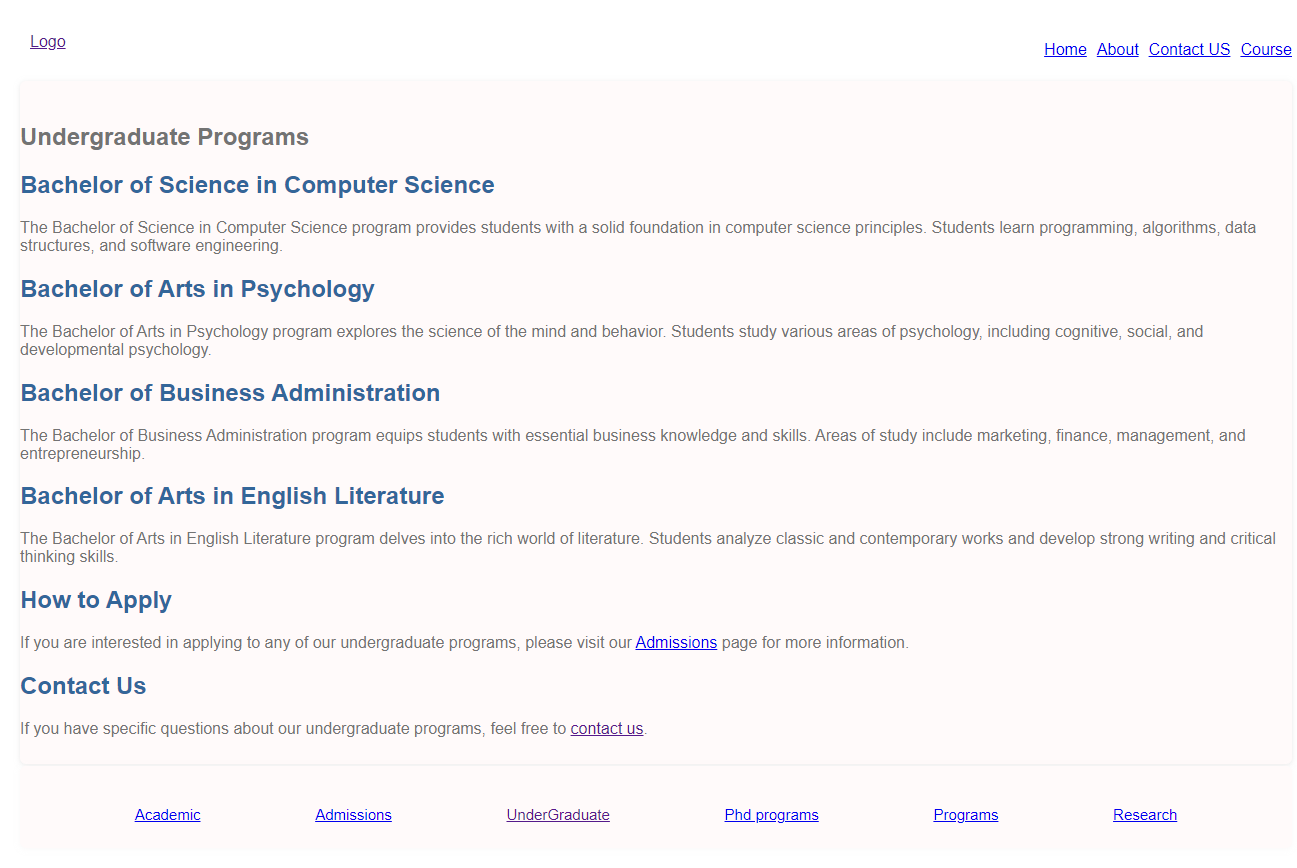 Logo
Home About Contact US Course
Undergraduate Programs
Bachelor of Science in Computer Science
The Bachelor of Science in Computer Science program provides students with a solid foundation in computer science principles. Students learn programming, algorithms, data
structures, and software engineering.
Bachelor of Arts in Psychology
The Bachelor of Arts in Psychology program explores the science of the mind and behavior. Students study various areas of psychology, including cognitive, social, and
developmental psychology.
Bachelor of Business Administration
The Bachelor of Business Administration program equips students with essential business knowledge and skills. Areas of study include marketing, finance, management, and
entrepreneurship.
Bachelor of Arts in English Literature
The Bachelor of Arts in English Literature program delves into the rich world of literature. Students analyze classic and contemporary works and develop strong writing and critical
thinking skills.
How to Apply
If you are interested in applying to any of our undergraduate programs, please visit our Admissions page for more information.
Contact Us
If you have specific questions about our undergraduate programs, feel free to contact us.
Academic Admissions UnderGraduate Phd programs Programs Research